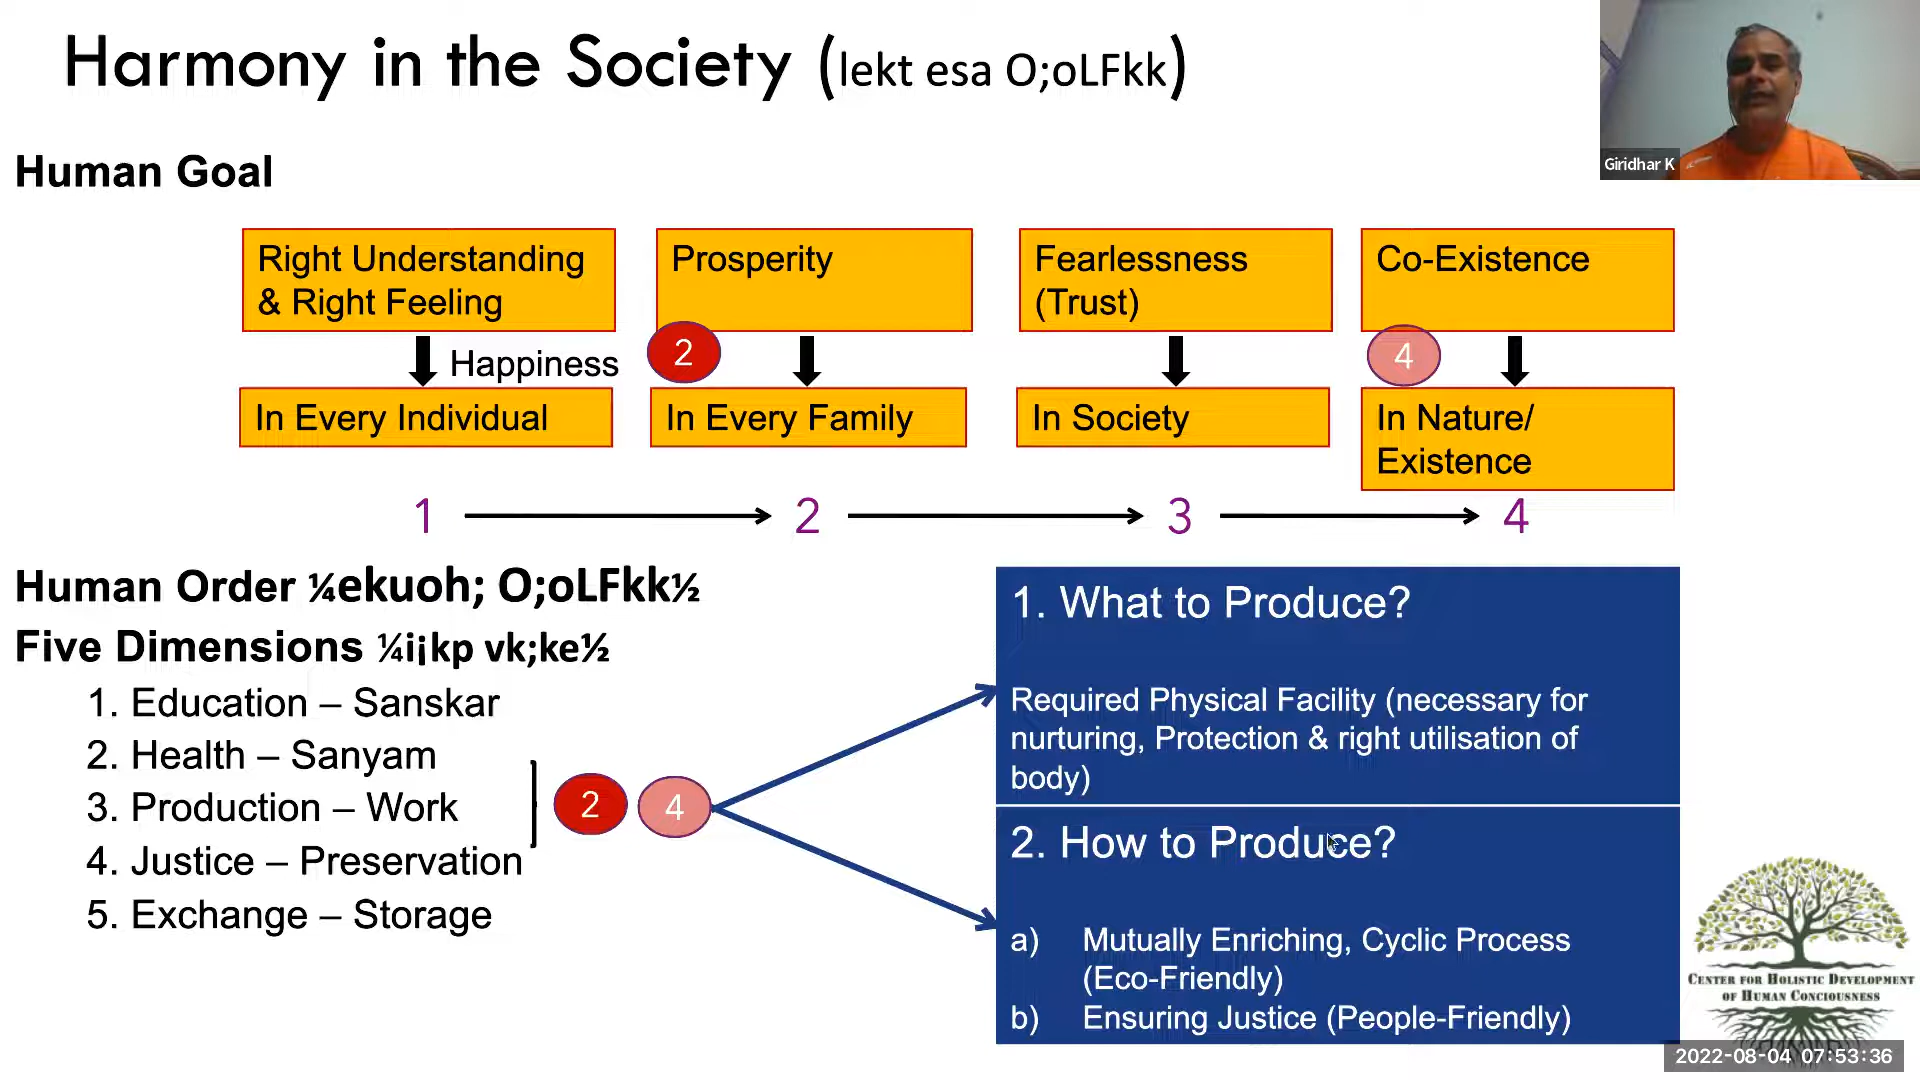 Harmony in the Society (lekt esa O;oLFkk)
Giridhar K
Human Goal
Right Understanding
& Right Feeling
Prosperity
Fearlessness
(Trust)
Co-Existence
Happiness
2
4
In Every Individual
In Every Family
In Society
In Nature/
Existence
1
2
3
4
Human Order ¼ekuoh; O;oLFkk½
Five Dimensions ¼i¡kp vk;ke½
1. Education – Sanskar
2. Health – Sanyam
3. Production – Work
4. Justice – Preservation
5. Exchange – Storage
2
4
1. What to Produce?
Required Physical Facility (necessary for
nurturing, Protection & right utilisation of
body)
2. How to Produce?
a) Mutually Enriching, Cyclic Process
(Eco-Friendly)
b) Ensuring Justice (People-Friendly)
CENTER FOR HOLISTIC DEVELOPMENT
OF HUMAN CONCIOUSNESS
2022-08-04 07:53:36